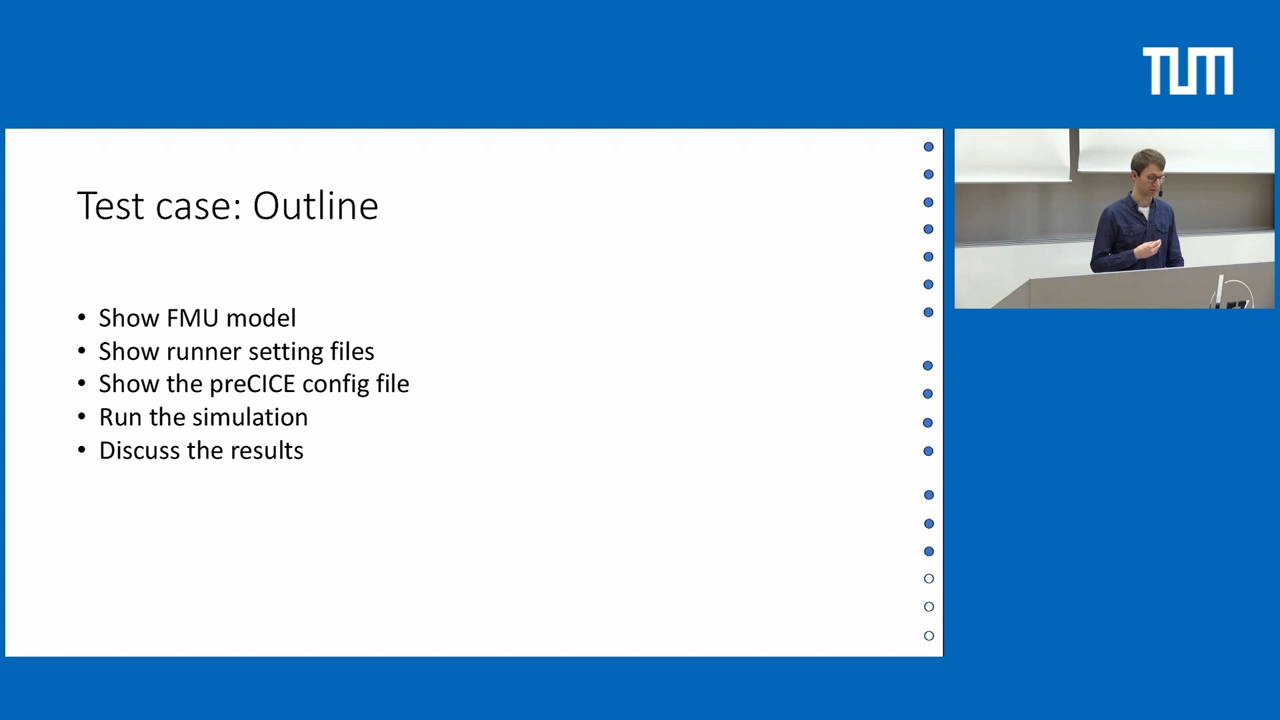 TUM
Test case: Outline
• Show FMU model
• Show runner setting files
• Show the preCICE config file
• Run the simulation
• Discuss the results